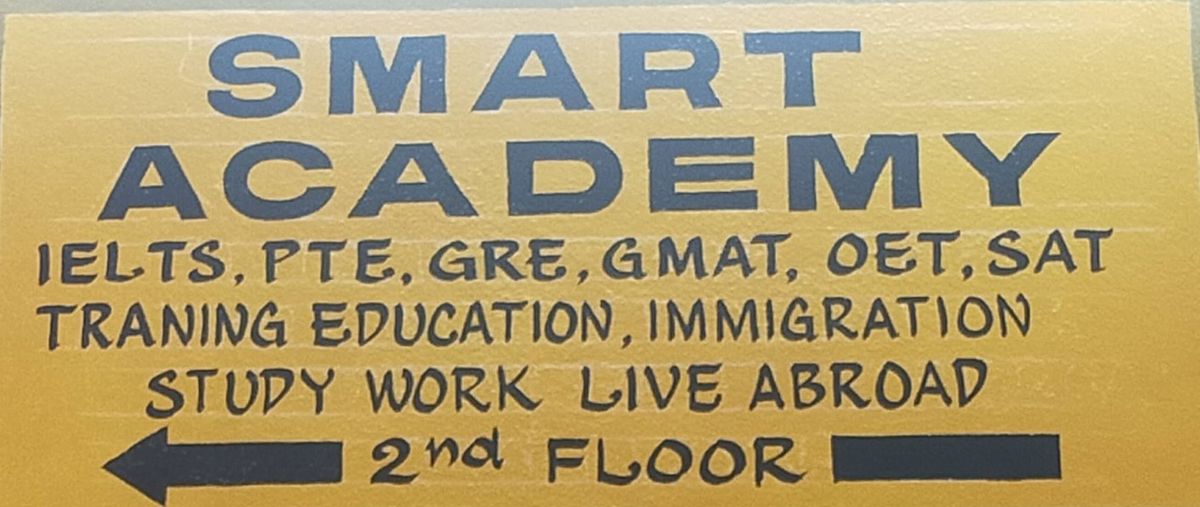 SMART
ACADEMY
IELTS, PTE, GRE, GMAT, OET, SAT
TRANING EDUCATION, IMMIGRATION
STUDY WORK LIVE ABROAD
2nd FLOOR